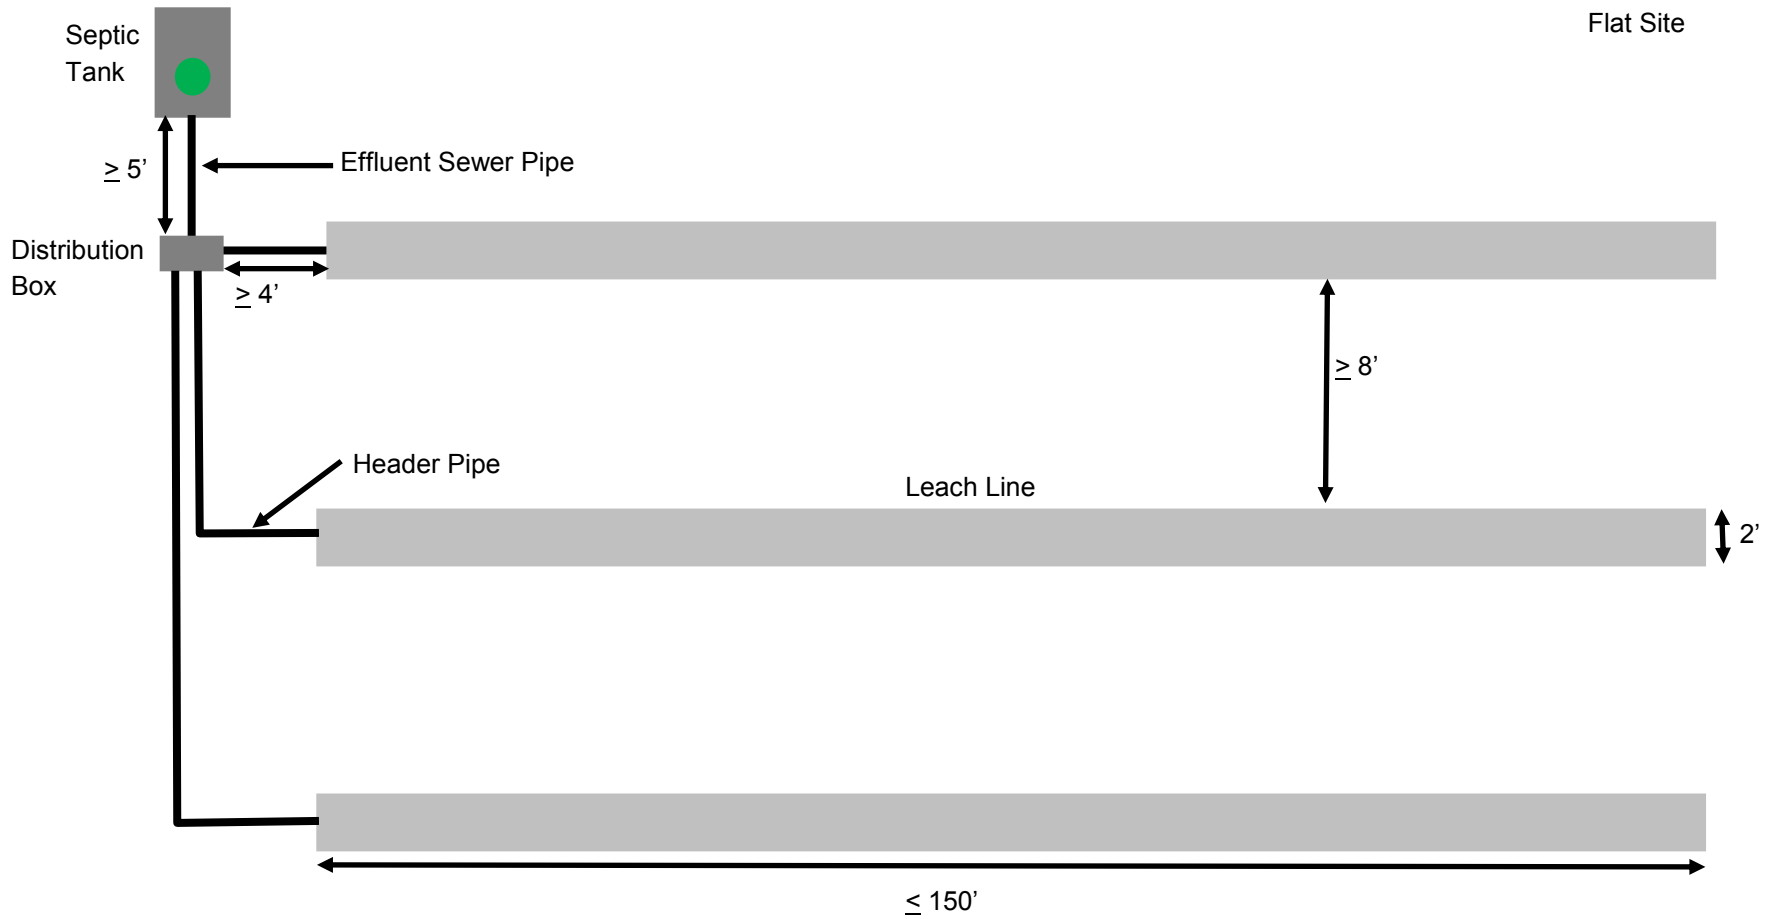 Flat Site
Septic
Tank
≥ 5’
Effluent Sewer Pipe
Distribution
Box
≥ 4’
≥ 8’
Header Pipe
Leach Line
2’
≤ 150’